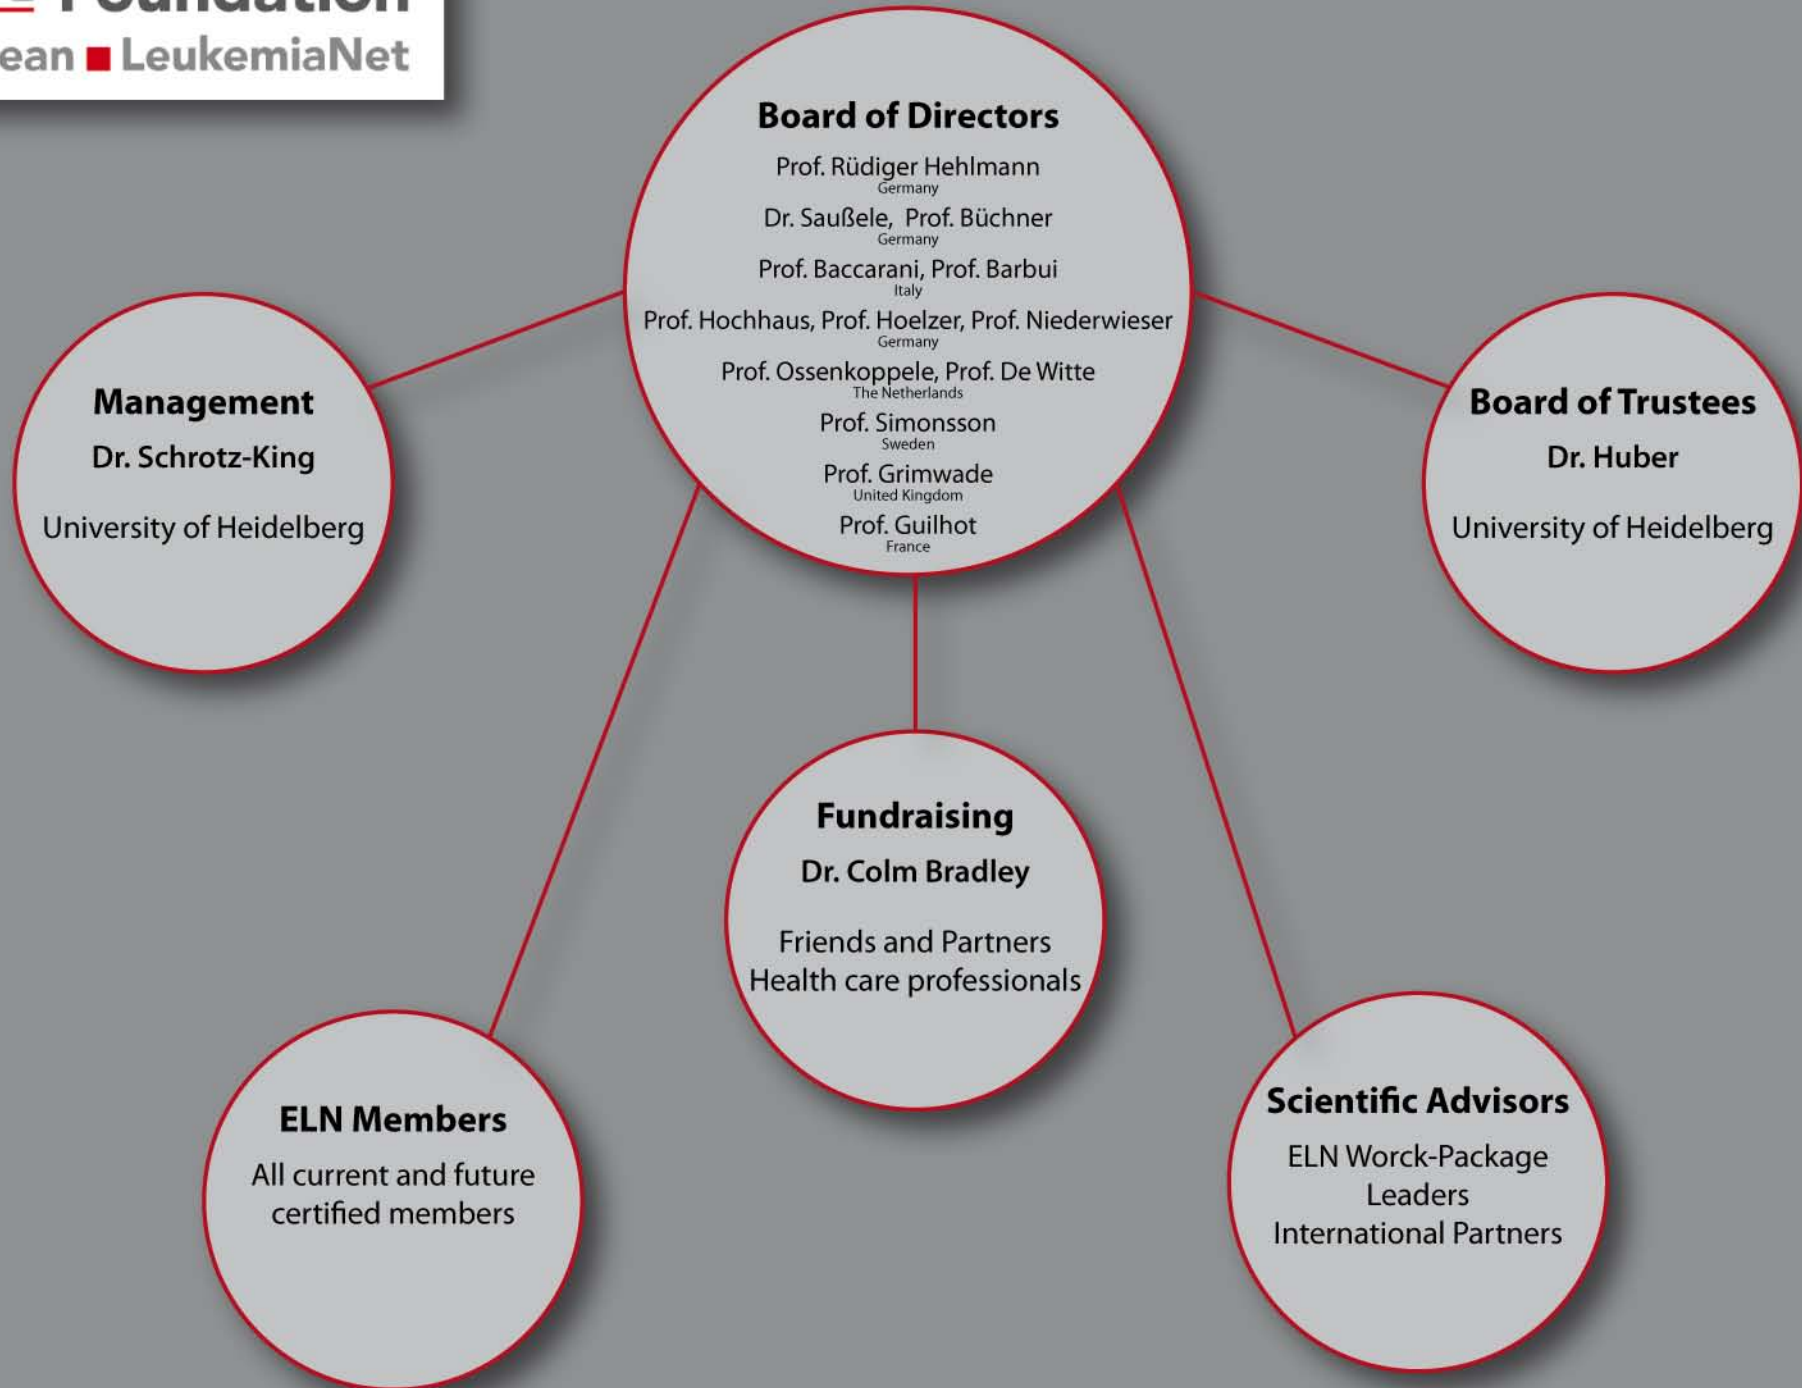 Foundation
ean LeukemiaNet
Board of Directors
Prof. Rüdiger Hehlmann
Germany
Dr. Saußele, Prof. Büchner
Germany
Prof. Baccarani, Prof. Barbui
Italy
Prof. Hochhaus, Prof. Hoelzer, Prof. Niederwieser
Germany
Prof. Ossenkoppele, Prof. De Witte
The Netherlands
Prof. Simonsson
Sweden
Prof. Grimwade
United Kingdom
Prof. Guilhot
France
Management
Dr. Schrotz-King
University of Heidelberg
Board of Trustees
Dr. Huber
University of Heidelberg
Fundraising
Dr. Colm Bradley
Friends and Partners
Health care professionals
ELN Members
All current and future
certified members
Scientific Advisors
ELN Worck-Package
Leaders
International Partners